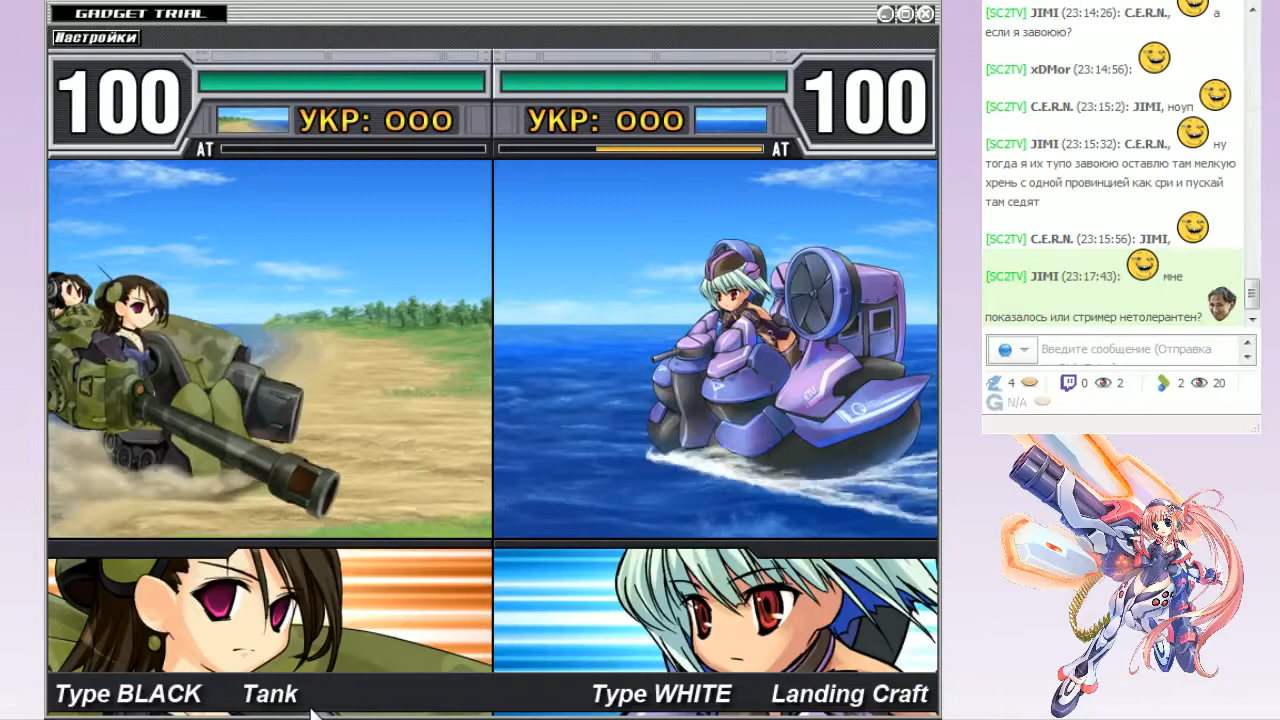 GADGET TRIAL
Настройки
100
УКР: 000
AT
УКР: 000
AT
100
Type BLACK Tank
Type WHITE Landing Craft
[SC2TV] JIMI (23:14:26): C.E.R.N., а
если я завоюю?
[SC2TV] xDMor (23:14:56):
[SC2TV] C.E.R.N. (23:15:2): JIMI, ноуп
[SC2TV] JIMI (23:15:32): C.E.R.N., ну
тогда я их тупо завоюю оставлю там мелкую
хрень с одной провинцией как сри и пускай
там седят
[SC2TV] C.E.R.N. (23:15:56): JIMI,
[SC2TV] JIMI (23:17:43): мне
показалось или стример нетолерантен?
Введите сообщение (Отправка
4 0 2 2 20
N/A